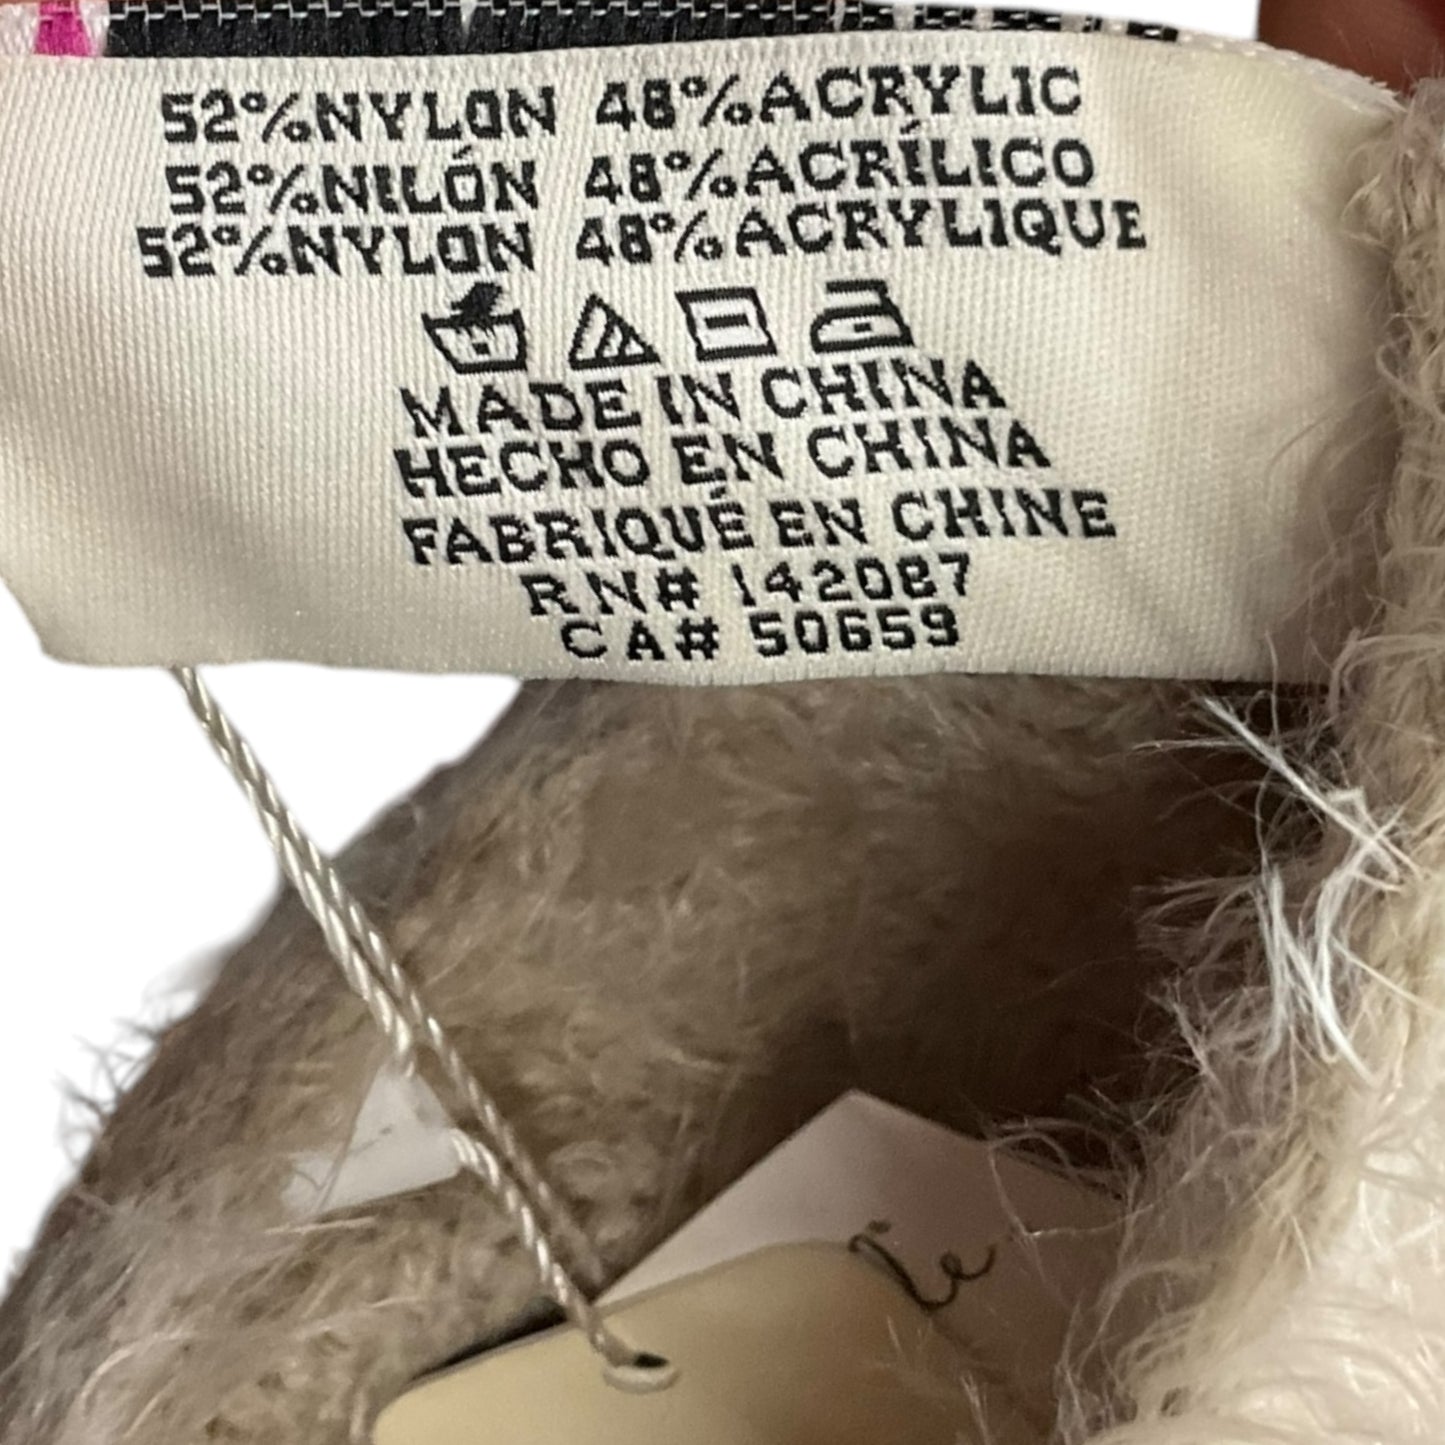 52%NYLON 48%ACRYLIC
52%NILÓN 48%ACRÍLICO
52%NYLON 48%ACRYLIQUE
MADE IN CHINA
HECHO EN CHINA
FABRIQUÉ EN CHINE
RN# 142087
CA# 50659